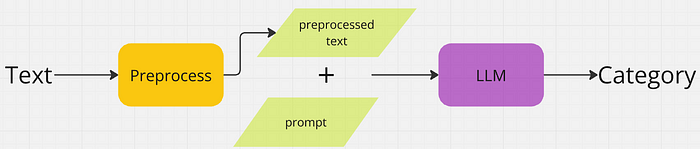 Text
Preprocess
preprocessed
text
+
prompt
LLM
Category